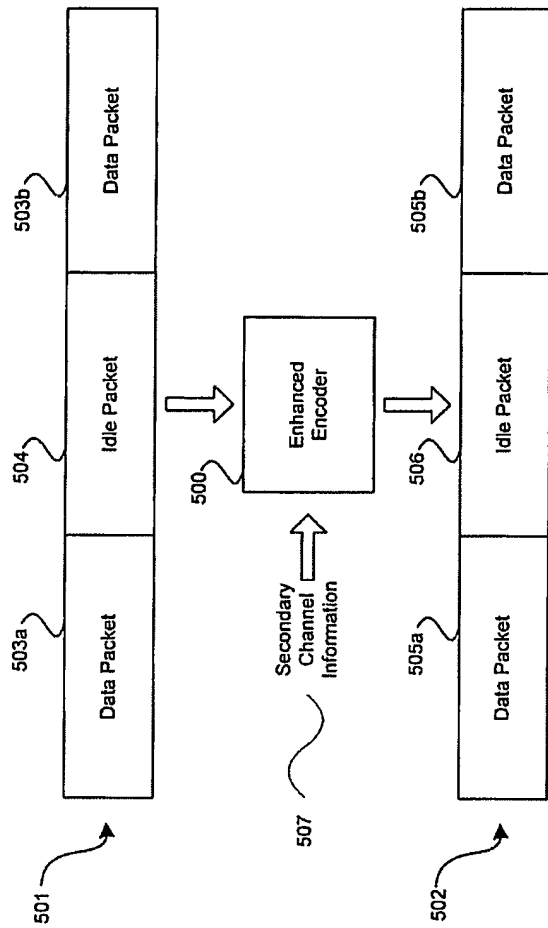 501
503a
504
503b
Data Packet
Idle Packet
Data Packet
500
Enhanced
Encoder
Secondary
Channel
Information
507
502
505a
506
505b
Data Packet
Idle Packet
Data Packet